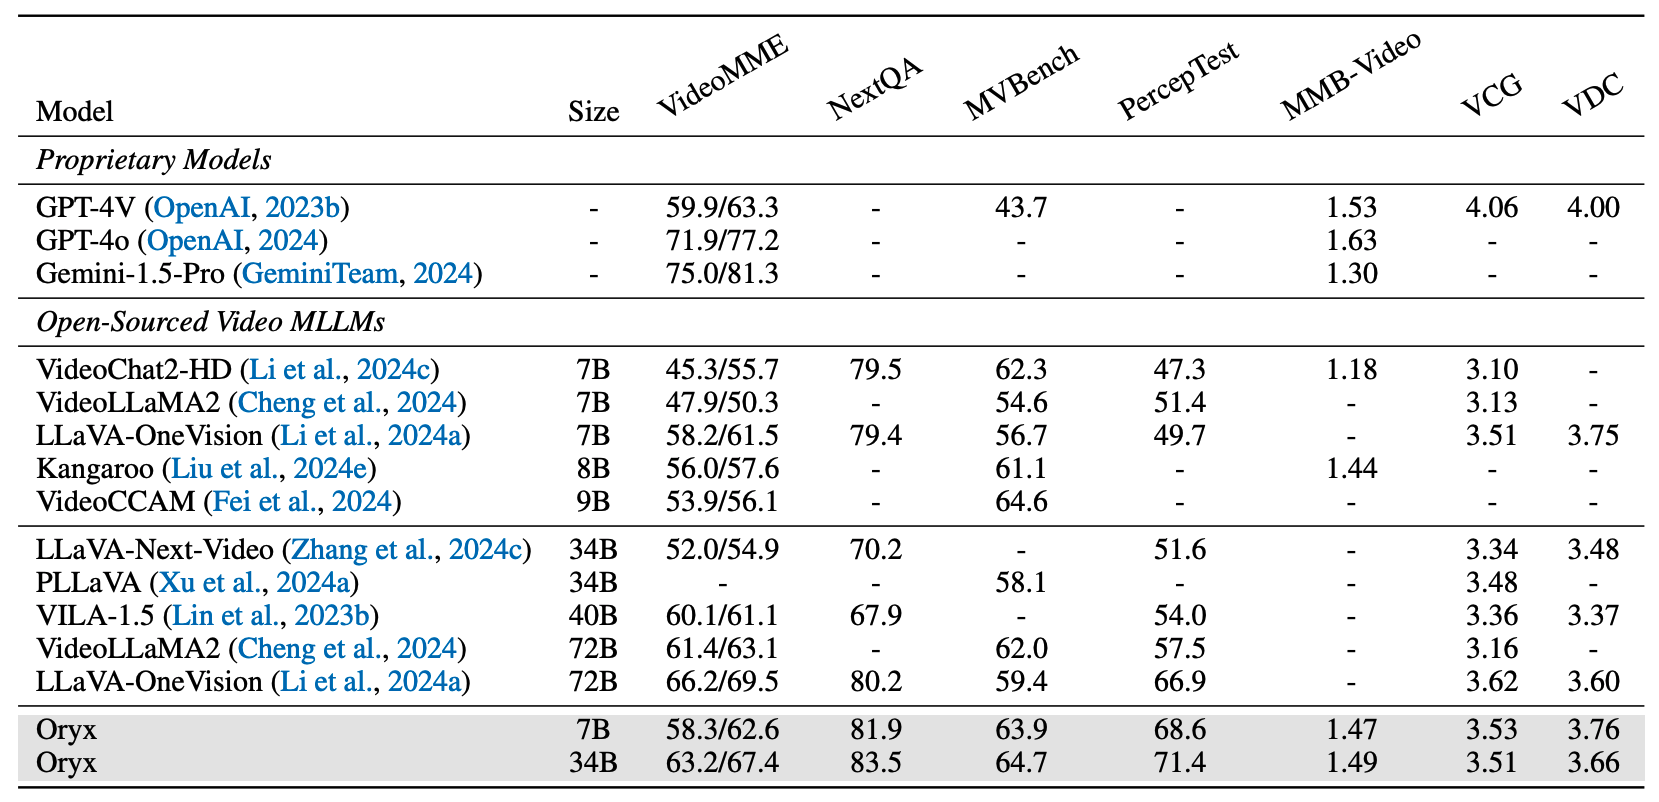 Model Size VideoMME NextQA MVBench PercepTest MMB-Video VCG VDC
Proprietary Models
GPT-4V (OpenAI, 2023b) - 59.9/63.3 - 43.7 - 1.53 4.06 4.00
GPT-4o (OpenAI, 2024) - 71.9/77.2 - - - 1.63 - -
Gemini-1.5-Pro (GeminiTeam, 2024) - 75.0/81.3 - - - 1.30 - -
Open-Sourced Video MLLMs
VideoChat2-HD (Li et al., 2024c) 7B 45.3/55.7 79.5 62.3 47.3 1.18 3.10 -
VideoLLaMA2 (Cheng et al., 2024) 7B 47.9/50.3 - 54.6 51.4 - 3.13 -
LLaVA-OneVision (Li et al., 2024a) 7B 58.2/61.5 79.4 56.7 49.7 - 3.51 3.75
Kangaroo (Liu et al., 2024e) 8B 56.0/57.6 - 61.1 - 1.44 - -
VideoCCAM (Fei et al., 2024) 9B 53.9/56.1 - 64.6 - - - -
LLaVA-Next-Video (Zhang et al., 2024c) 34B 52.0/54.9 70.2 - 51.6 - 3.34 3.48
PLLaVA (Xu et al., 2024a) 34B - - 58.1 - - 3.48 -
VILA-1.5 (Lin et al., 2023b) 40B 60.1/61.1 67.9 - 54.0 - 3.36 3.37
VideoLLaMA2 (Cheng et al., 2024) 72B 61.4/63.1 - 62.0 57.5 - 3.16 -
LLaVA-OneVision (Li et al., 2024a) 72B 66.2/69.5 80.2 59.4 66.9 - 3.62 3.60
Oryx 7B 58.3/62.6 81.9 63.9 68.6 1.47 3.53 3.76
Oryx 34B 63.2/67.4 83.5 64.7 71.4 1.49 3.51 3.66